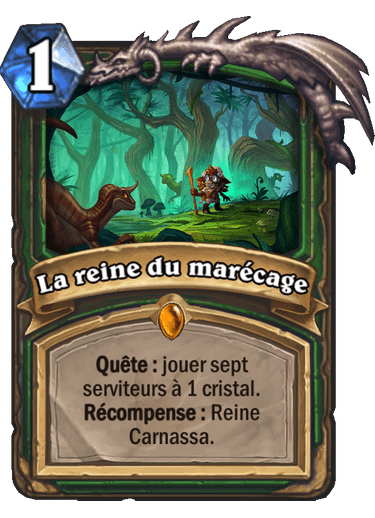 1
La reine du marécage
Quête : jouer sept
serviteurs à 1 cristal.
Récompense : Reine
Carnassa.